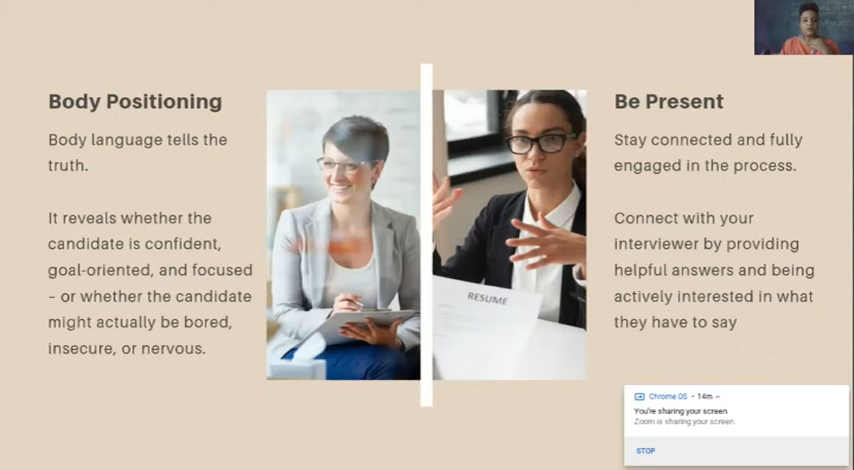 Body Positioning
Body language tells the
truth.
It reveals whether the
candidate is confident,
goal-oriented, and focused
– or whether the candidate
might actually be bored,
insecure, or nervous.
RESUME
Be Present
Stay connected and fully
engaged in the process.
Connect with your
interviewer by providing
helpful answers and being
actively interested in what
they have to say
Chrome OS • 14m
You're sharing your screen
Zoom is sharing your screen.
STOP